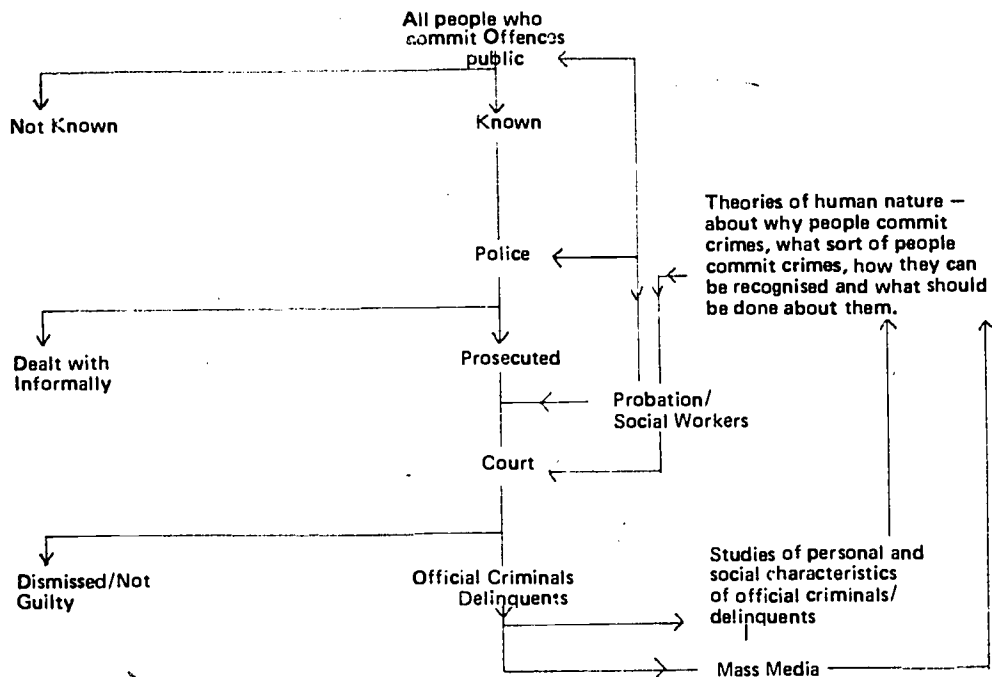 All people who
commit Offences
public
Not Known
Known
Theories of human nature —
about why people commit
crimes, what sort of people
commit crimes, how they can
be recognised and what should
be done about them.
Police
Dealt with
Informally
Prosecuted
Probation/
Social Workers
Court
Dismissed/Not
Guilty
Official Criminals
Delinquents
Studies of personal and
social characteristics
of official criminals/
delinquents
Mass Media